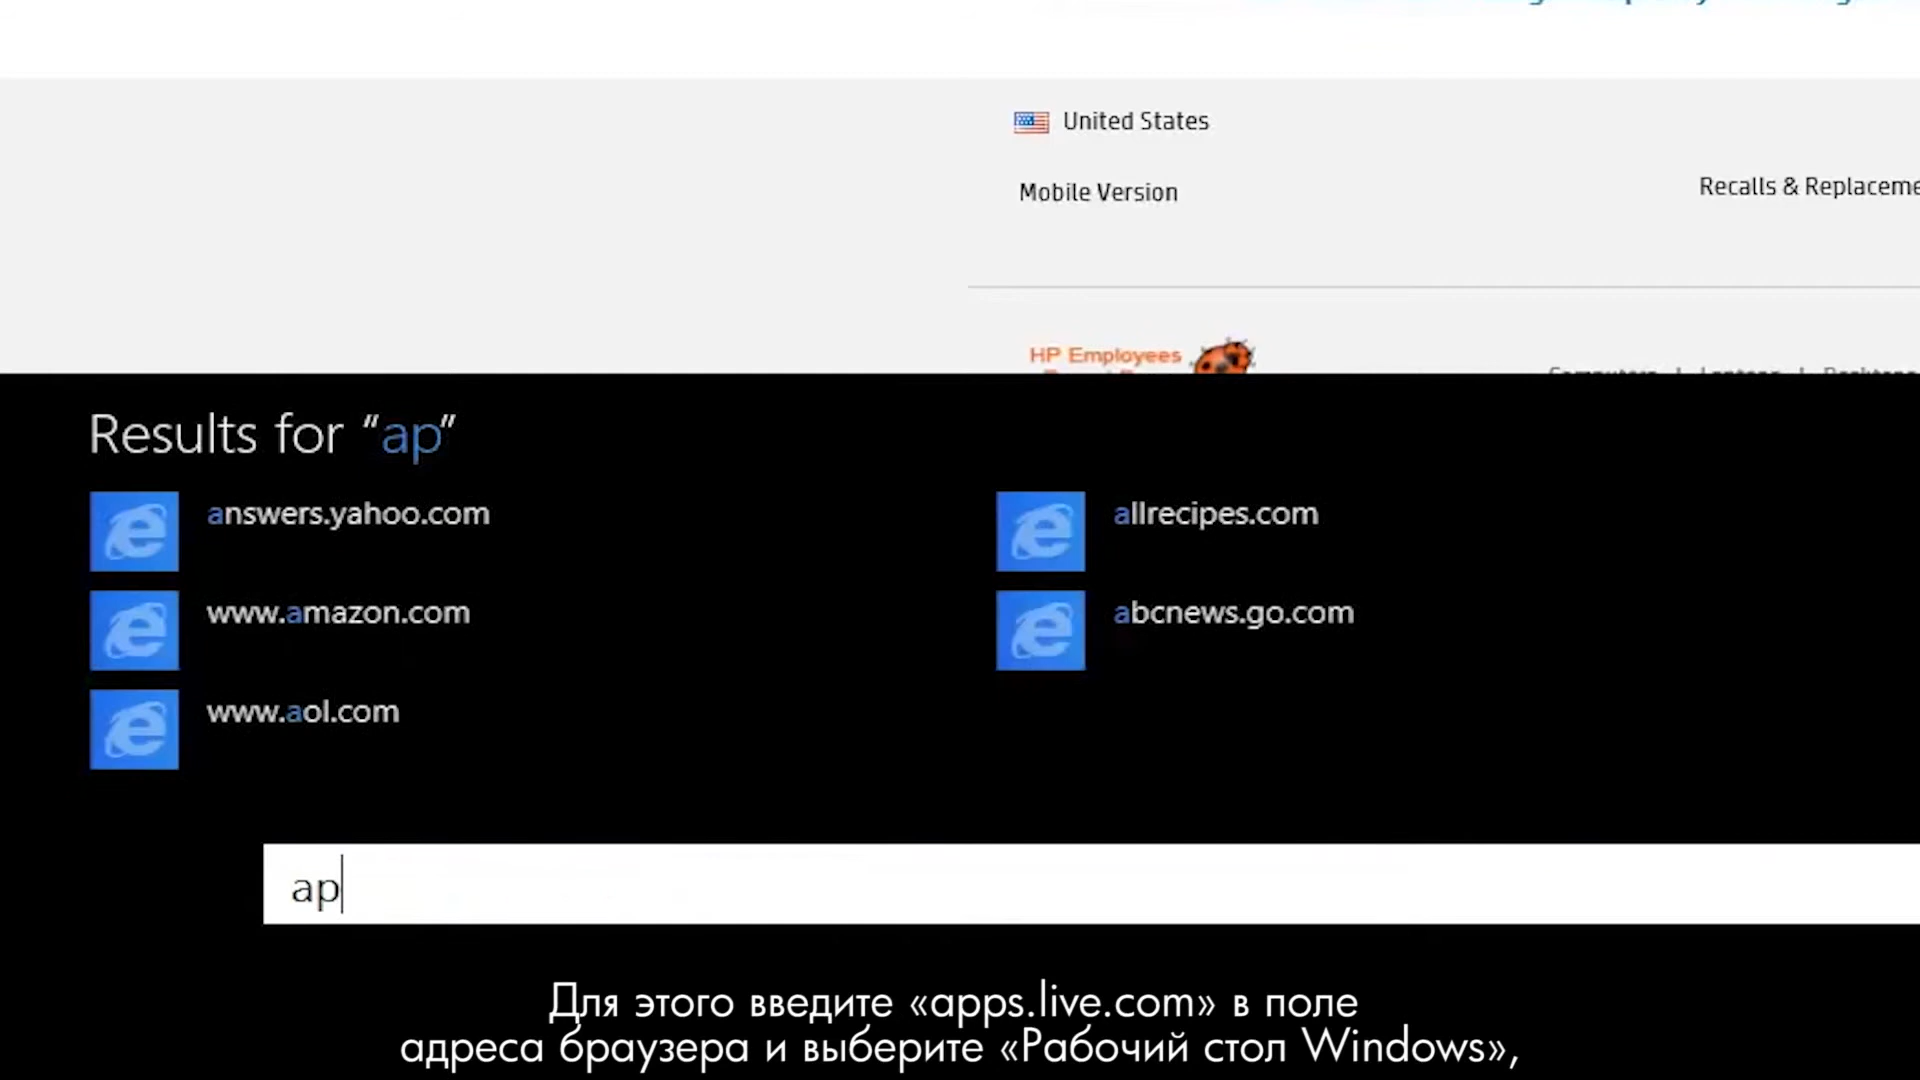 United States
Mobile Version
Recalls & Replaceme
HP Employees
Results for “ap”
answers.yahoo.com
allrecipes.com
www.amazon.com
abcnews.go.com
www.aol.com
ap
Для этого введите «apps.live.com» в поле
адреса браузера и выберите «Рабочий стол Windows»,